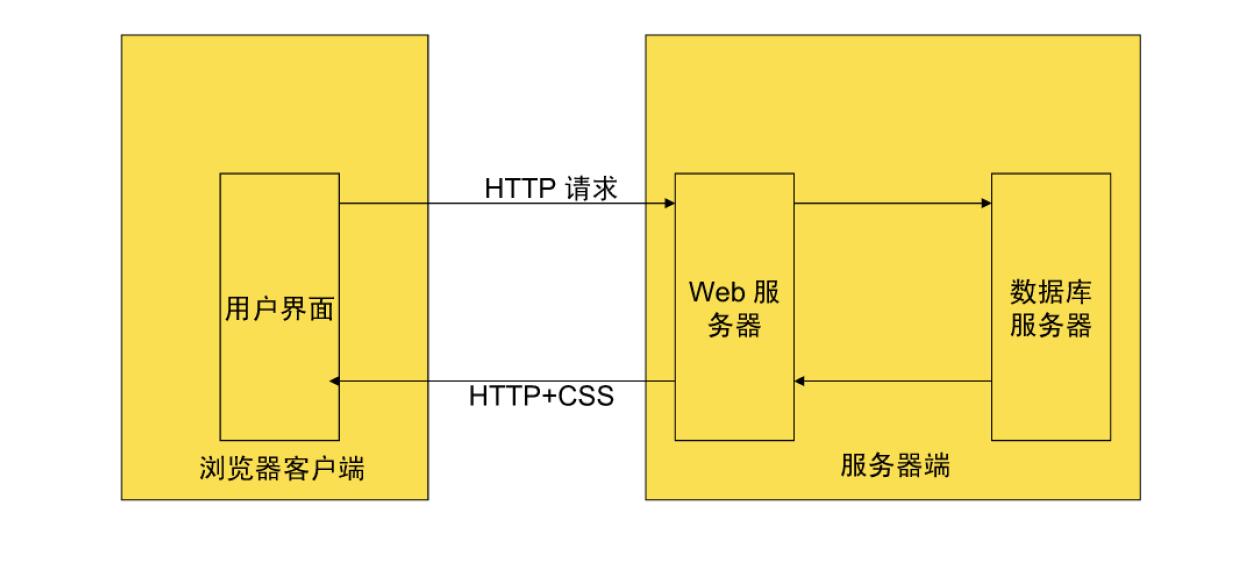 HTTP 请求
用户界面
Web 服
务器
数据库
服务器
HTTP+CSS
浏览器客户端
服务器端